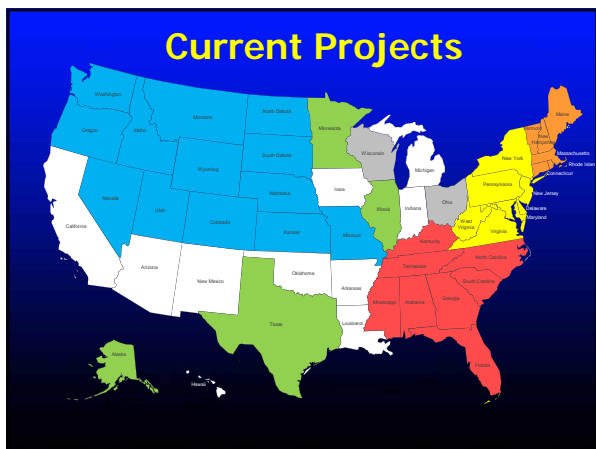 Current Projects
Washington
Oregon
Idaho
Montana
North Dakota
Minnesota
Wisconsin
Michigan
Maine
Vermont
New
Hampshire
Massachusetts
Rhode Islan
Connecticut
New York
South Dakota
Wyoming
Nebraska
Iowa
Pennsylvania
New Jersey
Ohio
Indiana
Illinois
Delaware
Maryland
West
Virginia
Virginia
Nevada
Utah
Colorado
Kansas
Missouri
Kentucky
California
Arizona
New Mexico
Oklahoma
Arkansas
Tennessee
North Carolina
South Carolina
Mississippi
Alabama
Georgia
Louisiana
Texas
Florida
Alaska
Hawaii